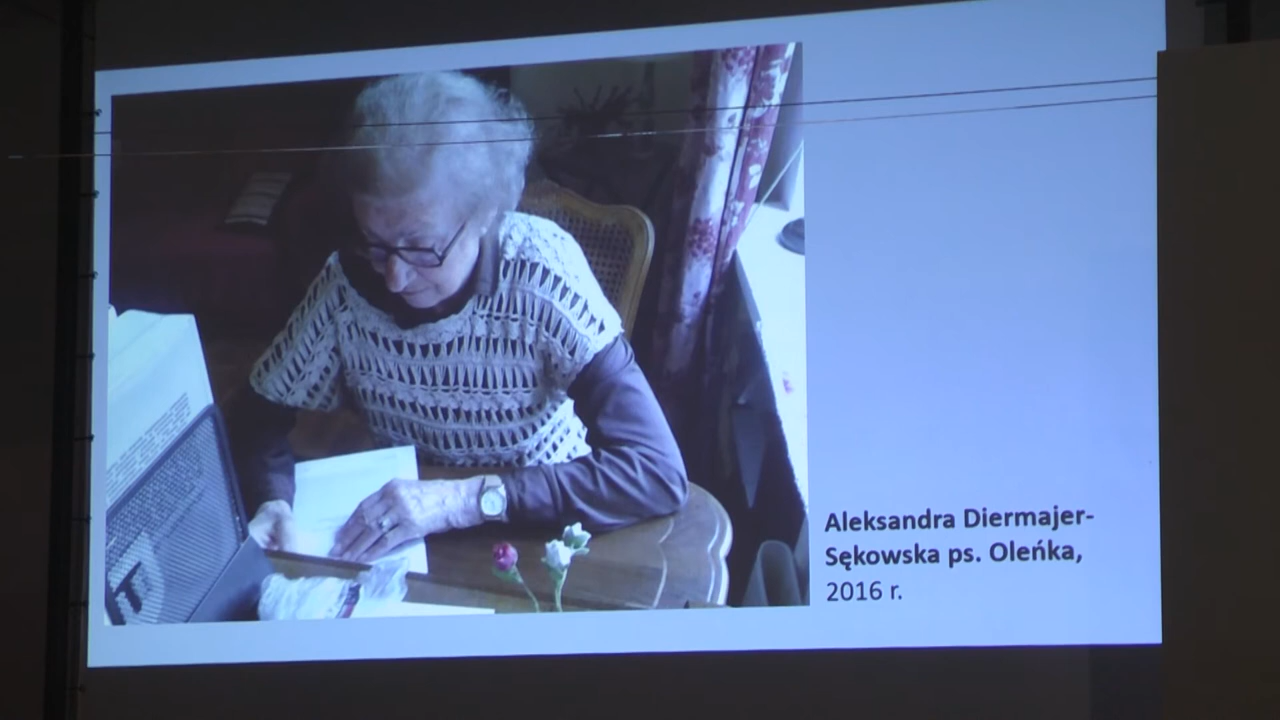 Aleksandra Diermajer-
Sękowska ps. Oleńka,
2016 r.